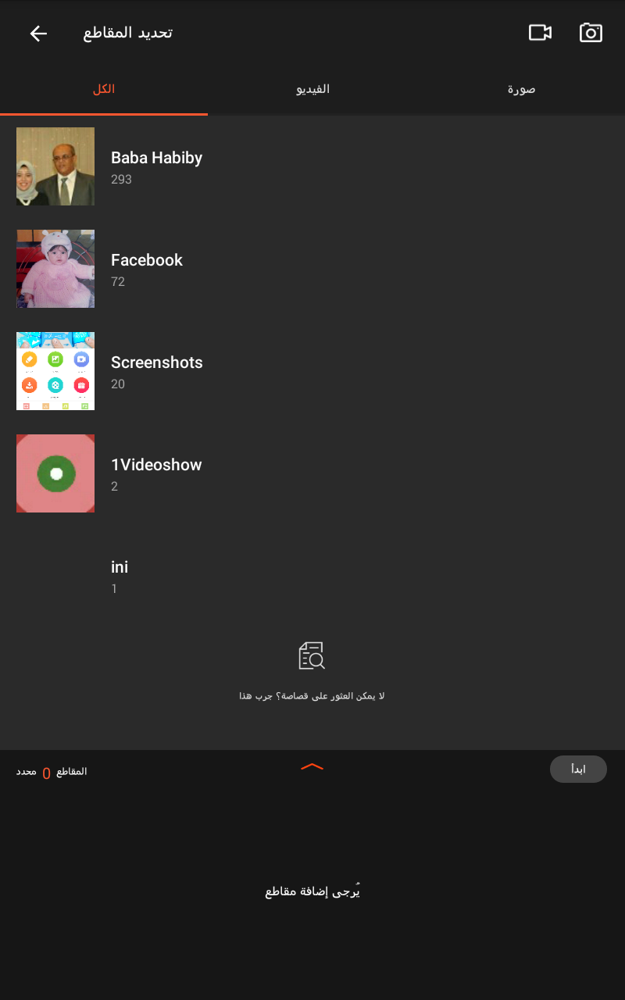 تحديد المقاطع
الكل
الفيديو
صورة
Baba Habiby
293
Facebook
72
Screenshots
20
1Videoshow
2
ini
1
لا يمكن العثور على قصاصة؟ جرب هذا
المقاطع 0 محدد
ابدأ
يُرجى إضافة مقاطع